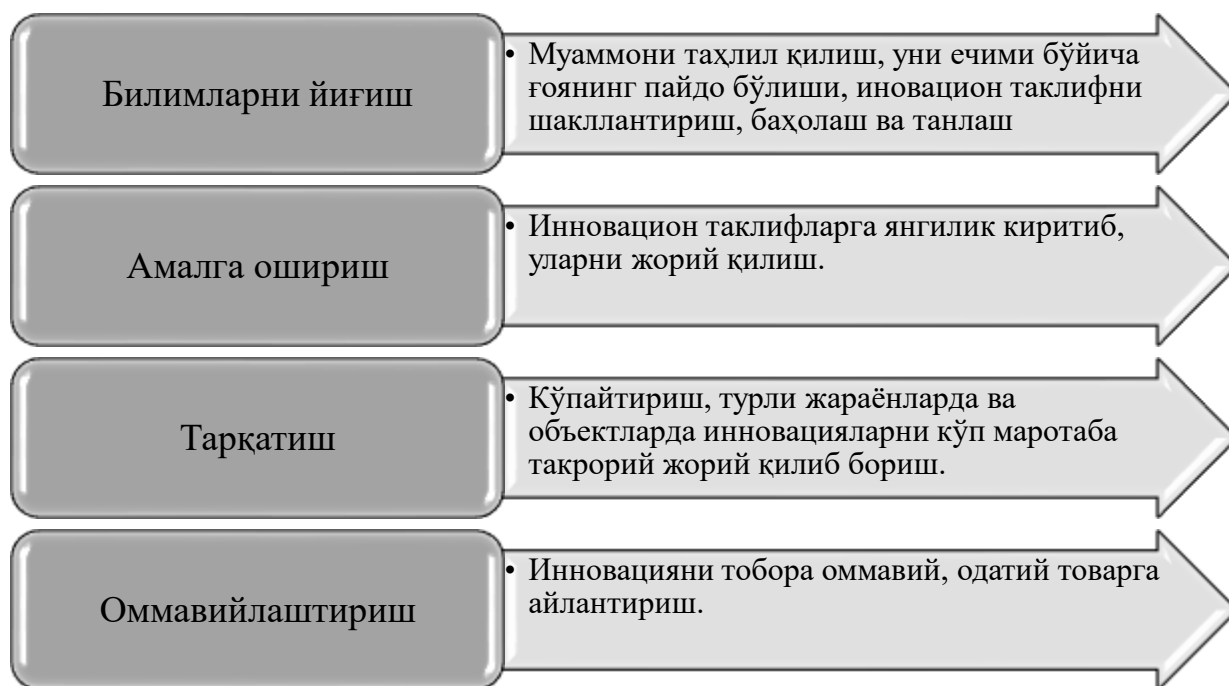 Билимларни йиғиш
• Муаммони таҳлил қилиш, уни ечими бўйича
ғоянинг пайдо бўлиши, иновацион таклифни
шакллантириш, баҳолаш ва танлаш
Амалга ошириш
• Инновацион таклифларга янгилик киритиб,
уларни жорий қилиш.
Тарқатиш
• Кўпайтириш, турли жараёнларда ва
объектларда инновацияларни кўп маротаба
такрорий жорий қилиб бориш.
Оммавийлаштириш
• Инновацияни тобора оммавий, одатий товарга
айлантириш.